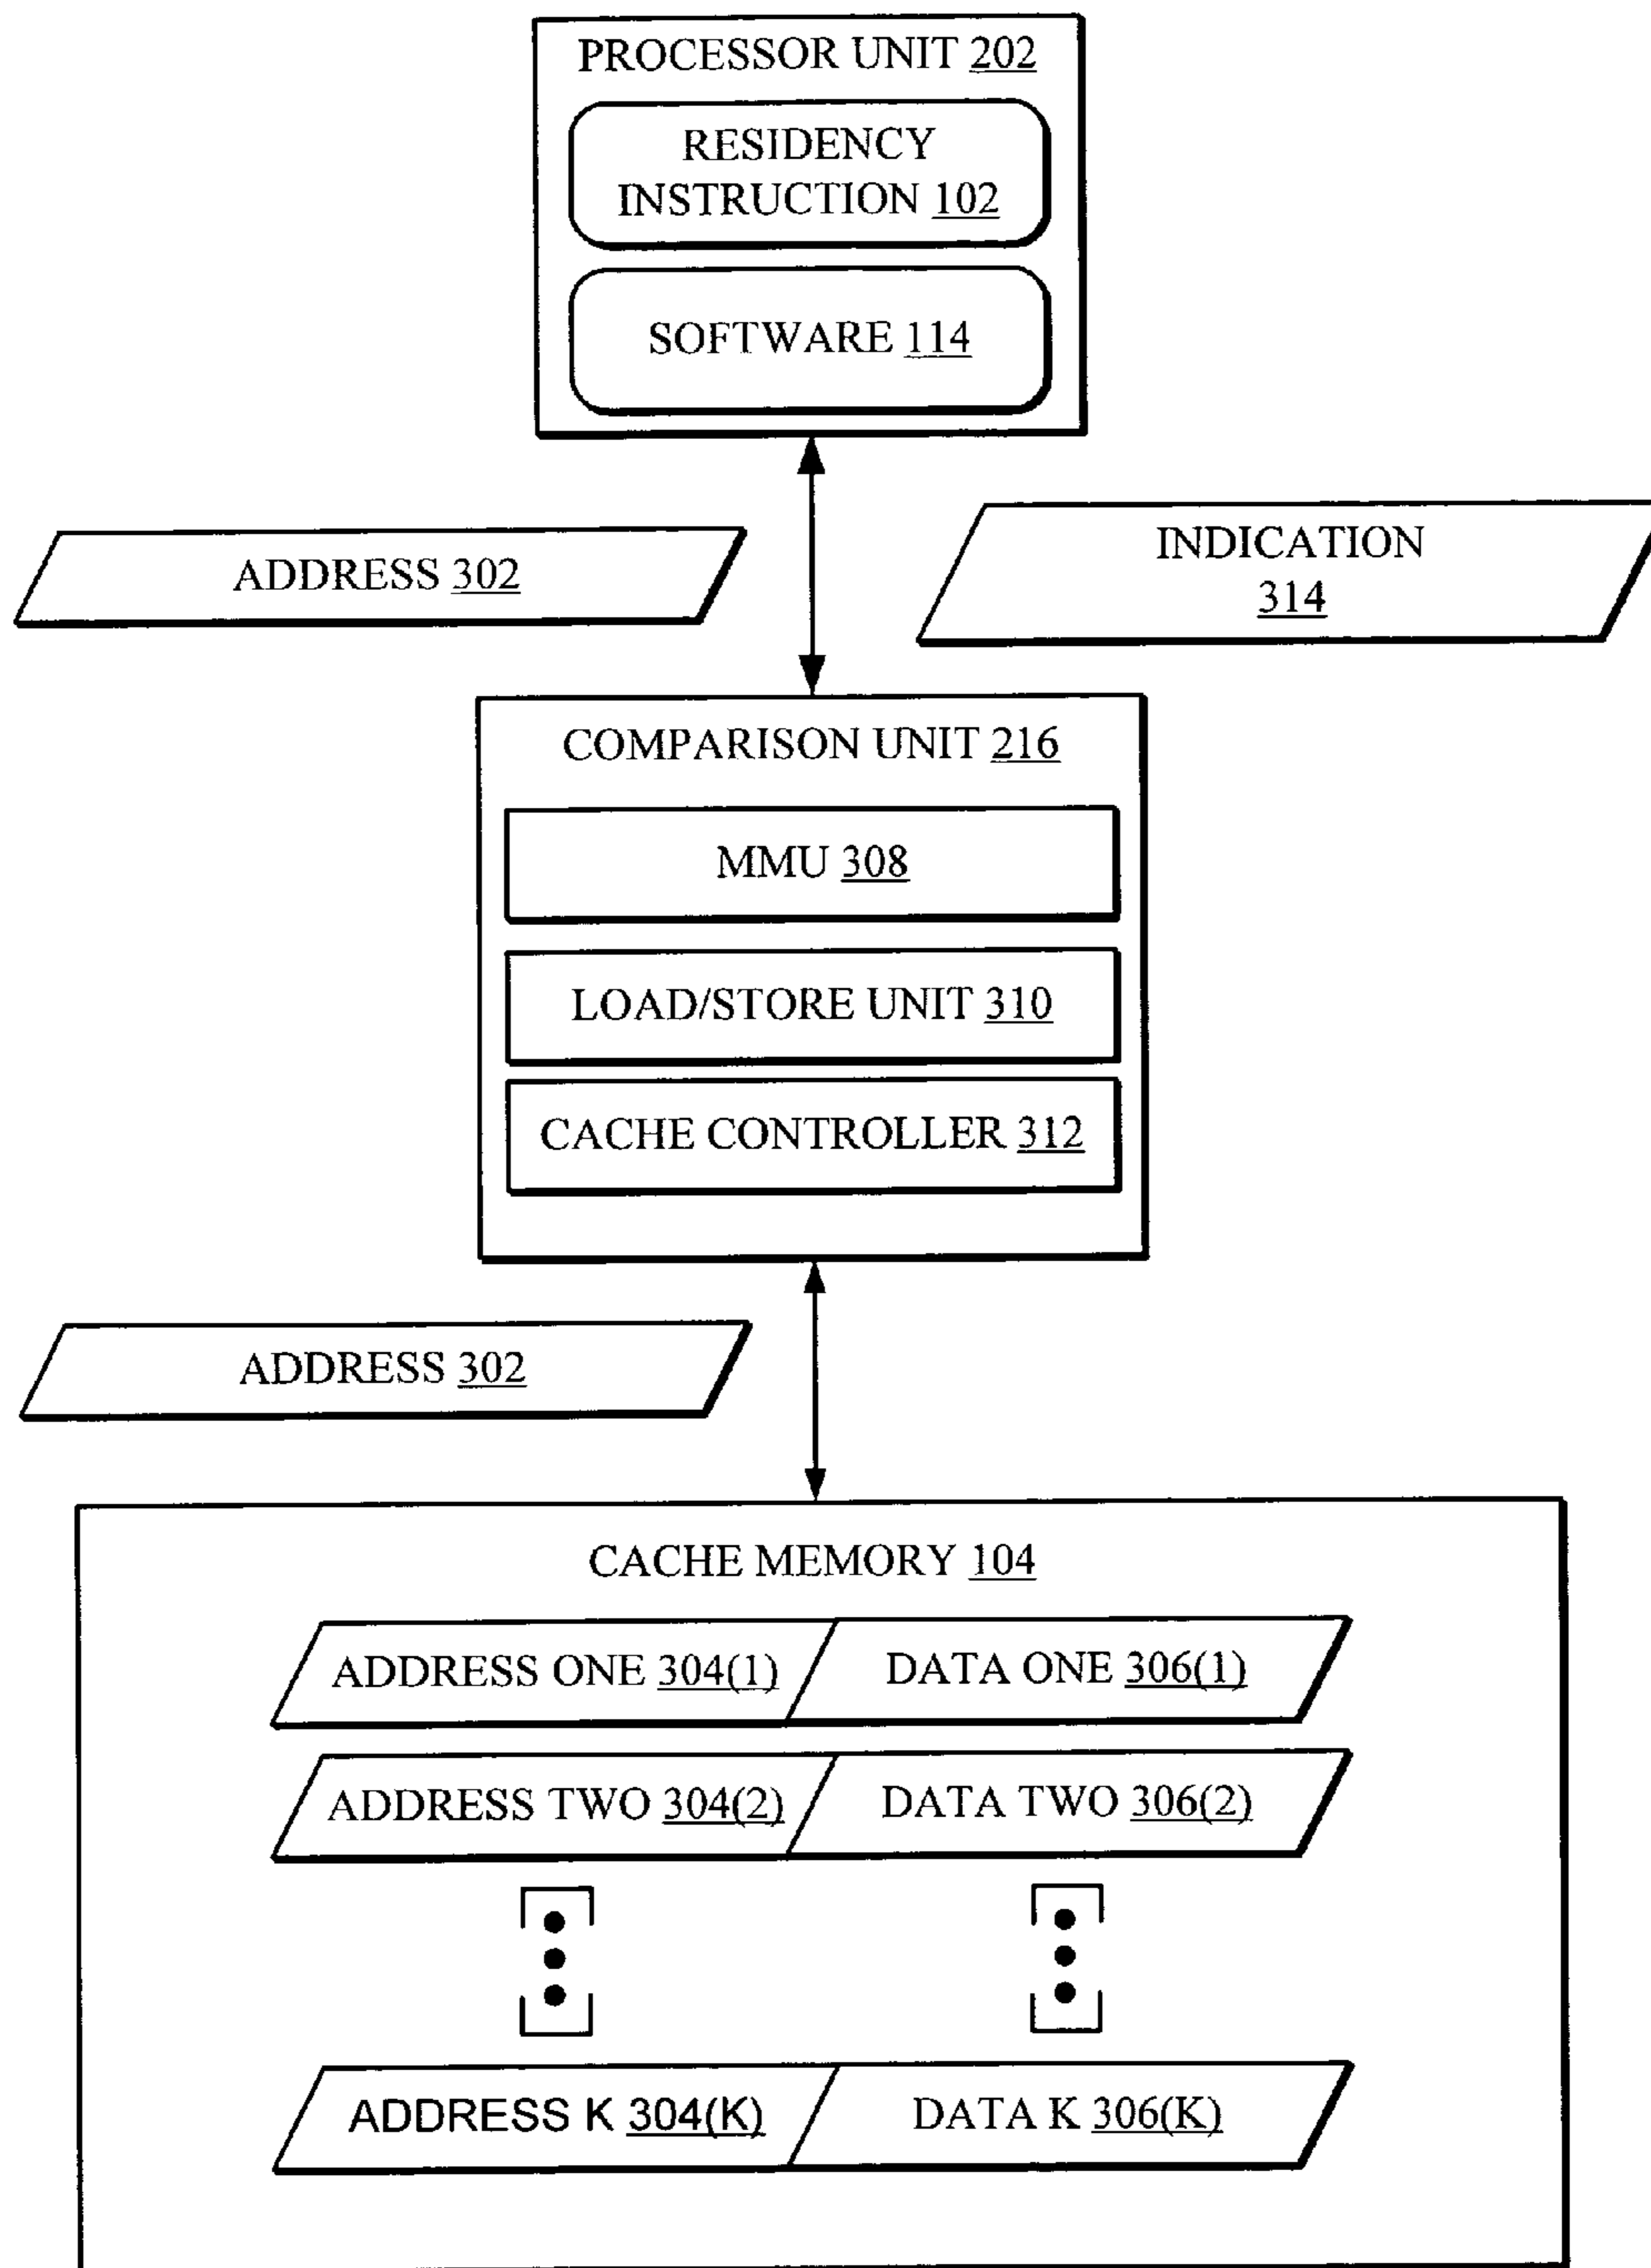 PROCESSOR UNIT 202
RESIDENCY
INSTRUCTION 102
SOFTWARE 114
ADDRESS 302
INDICATION
314
COMPARISON UNIT 216
MMU 308
LOAD/STORE UNIT 310
CACHE CONTROLLER 312
ADDRESS 302
CACHE MEMORY 104
ADDRESS ONE 304(1) DATA ONE 306(1)
ADDRESS TWO 304(2) DATA TWO 306(2)
ADDRESS K 304(K) DATA K 306(K)